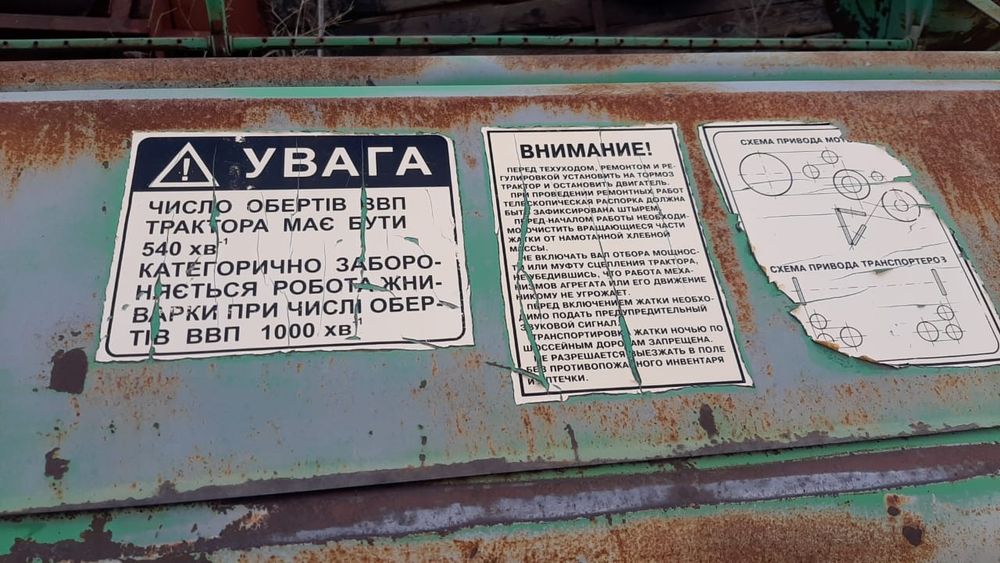 УВАГА
ЧИСЛО ОБЕРТІВ ВВП
ТРАКТОРА МАЄ БУТИ
540 хв-1
КАТЕГОРИЧНО ЗАБОРО-
НЯЄТЬСЯ РОБОТА ЖНИ-
ВАРКИ ПРИ ЧИСЛІ ОБЕР-
ТІВ ВВП 1000 хв-1
ВНИМАНИЕ!
ПЕРЕД ТЕХУХОДОМ, РЕМОНТОМ И РЕ-
ГУЛИРОВКОЙ УСТАНОВИТЬ НА ТОРМОЗ
ТРАКТОР И ОСТАНОВИТЬ ДВИГАТЕЛЬ.
ПРИ ПРОВЕДЕНИИ РЕМОНТНЫХ РАБОТ
ТЕЛЕСКОПИЧЕСКАЯ РАСПОРКА ДОЛЖНА
БЫТЬ ЗАФИКСИРОВАНА ШТЫРЕМ.
ПЕРЕД НАЧАЛОМ РАБОТЫ НЕОБХОДИ-
МО ОЧИСТИТЬ ВРАЩАЮЩИЕСЯ ЧАСТИ
ЖАТКИ ОТ НАМОТАННОЙ ХЛЕБНОЙ
МАССЫ.
НЕ ВКЛЮЧАТЬ ВАЛ ОТБОРА МОЩНОС-
ТИ ИЛИ МУФТУ СЦЕПЛЕНИЯ ТРАКТОРА,
НЕ УБЕДИВШИСЬ, ЧТО РАБОТА МЕХА-
НИЗМОВ АГРЕГАТА ИЛИ ЕГО ДВИЖЕНИЕ
НИКОМУ НЕ УГРОЖАЕТ.
ПЕРЕД ВКЛЮЧЕНИЕМ ЖАТКИ НЕОБХО-
ДИМО ПОДАТЬ ПРЕДУПРЕДИТЕЛЬНЫЙ
ЗВУКОВОЙ СИГНАЛ.
ТРАНСПОРТИРОВКА ЖАТКИ НОЧЬЮ ПО
ШОССЕЙНЫМ ДОРОГАМ ЗАПРЕЩЕНА.
НЕ РАЗРЕШАЕТСЯ ВЫЕЗЖАТЬ В ПОЛЕ
БЕЗ ПРОТИВОПОЖАРНОГО ИНВЕНТАРЯ
И АПТЕЧКИ.
СХЕМА ПРИВОДА МОТ
СХЕМА ПРИВОДА ТРАНСПОРТЕРОЗ